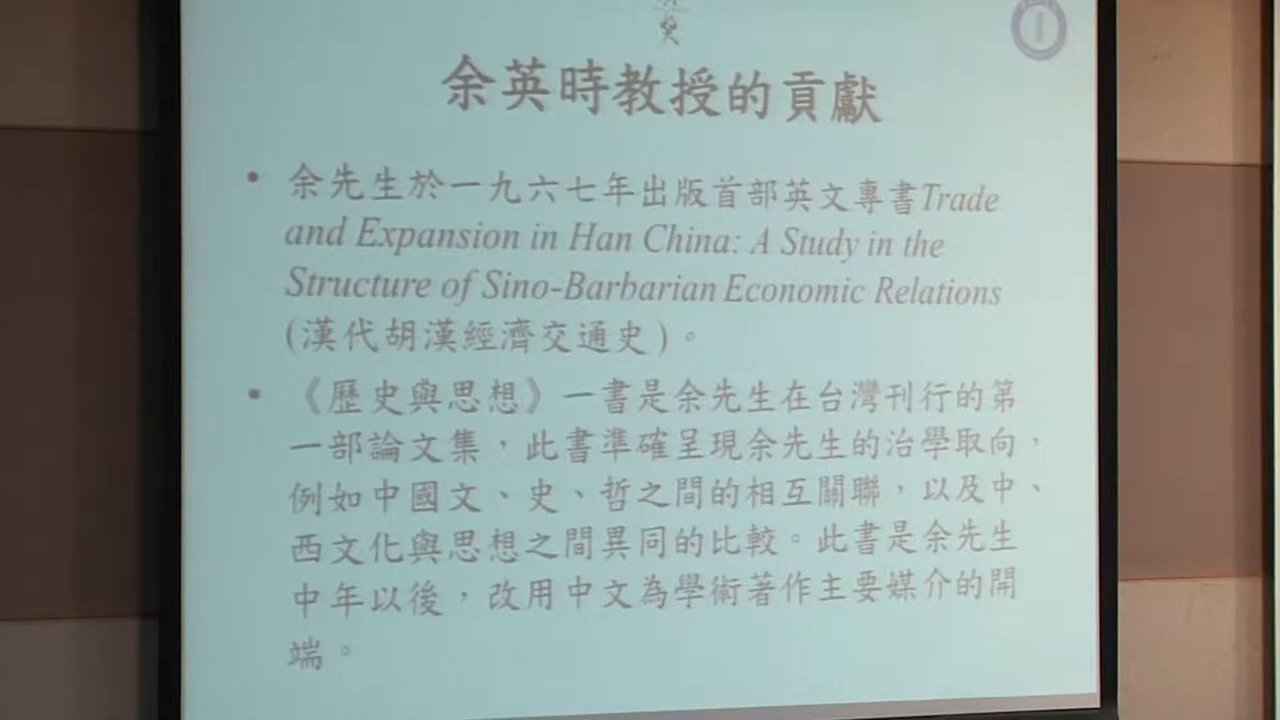 余英時教授的貢獻
• 余先生於一九六七年出版首部英文專書Trade
and Expansion in Han China: A Study in the
Structure of Sino-Barbarian Economic Relations
(漢代胡漢經濟交通史)。
• 《歷史與思想》一書是余先生在台灣刊行的第
一部論文集，此書準確呈現余先生的治學取向，
例如中國文、史、哲之間的相互關聯，以及中、
西文化與思想之間異同的比較。此書是余先生
中年以後，改用中文為學術著作主要媒介的開
端。